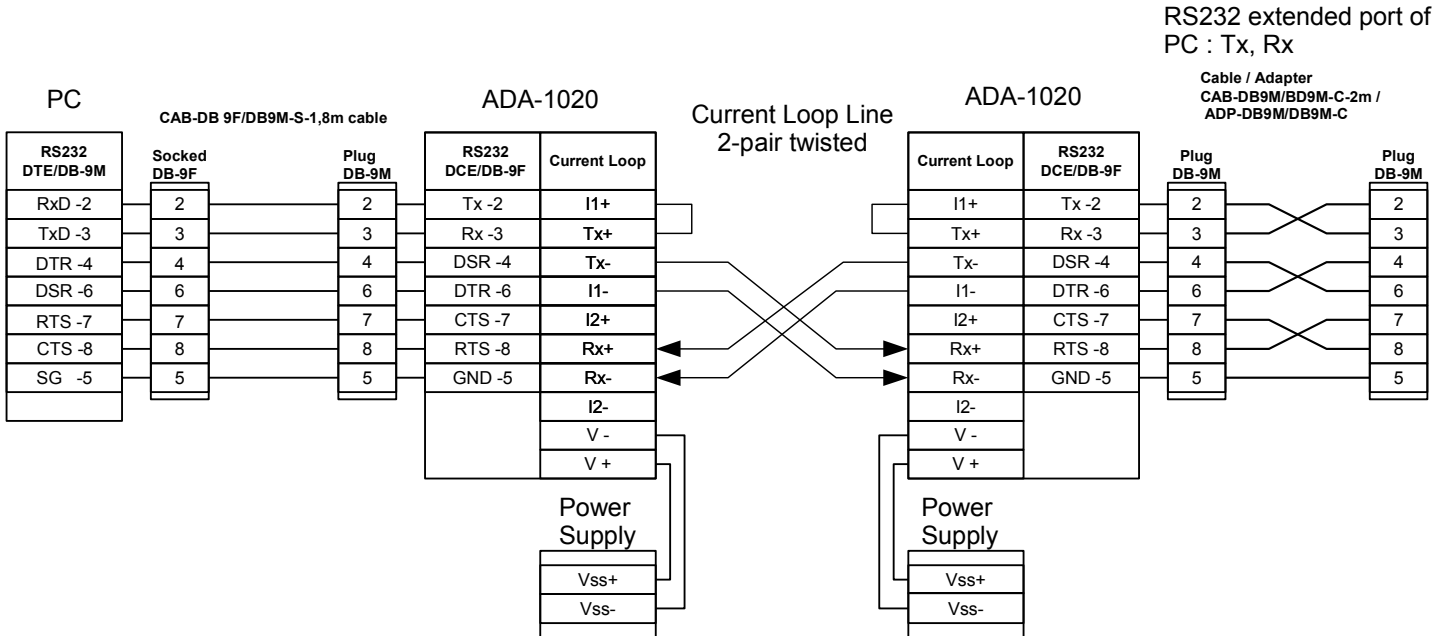 RS232 extended port of
PC : Tx, Rx
Cable / Adapter
CAB-DB9M/BD9M-C-2m /
ADP-DB9M/DB9M-C
PC
CAB-DB 9F/DB9M-S-1,8m cable
ADA-1020
Current Loop Line
2-pair twisted
ADA-1020
RS232
DTE/DB-9M
Socked
DB-9F
Plug
DB-9M
RS232
DCE/DB-9F
Current Loop
Current Loop
RS232
DCE/DB-9F
Plug
DB-9M
Plug
DB-9M
RxD -2 2 2 Tx -2 I1+ I1+ Tx -2 2 2
TxD -3 3 3 Rx -3 Tx+ Tx+ Rx -3 3 3
DTR -4 4 4 DSR -4 Tx- Tx- DSR -4 4 4
DSR -6 6 6 DTR -6 I1- I1- DTR -6 6 6
RTS -7 7 7 CTS -7 I2+ I2+ CTS -7 7 7
CTS -8 8 8 RTS -8 Rx+ Rx+ RTS -8 8 8
SG -5 5 5 GND -5 Rx- Rx- GND -5 5 5
I2- I2-
V - V -
V + V +
Power
Supply
Power
Supply
Vss+ Vss+
Vss- Vss-